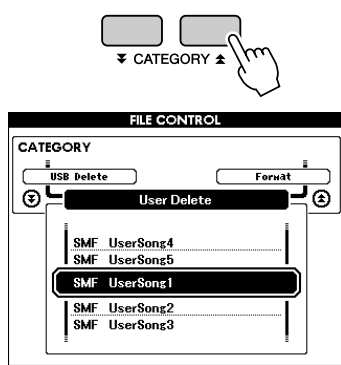 CATEGORY
FILE CONTROL
CATEGORY
USB Delete Format
User Delete
SMF UserSong4
SMF UserSong5
SMF UserSong1
SMF UserSong2
SMF UserSong3